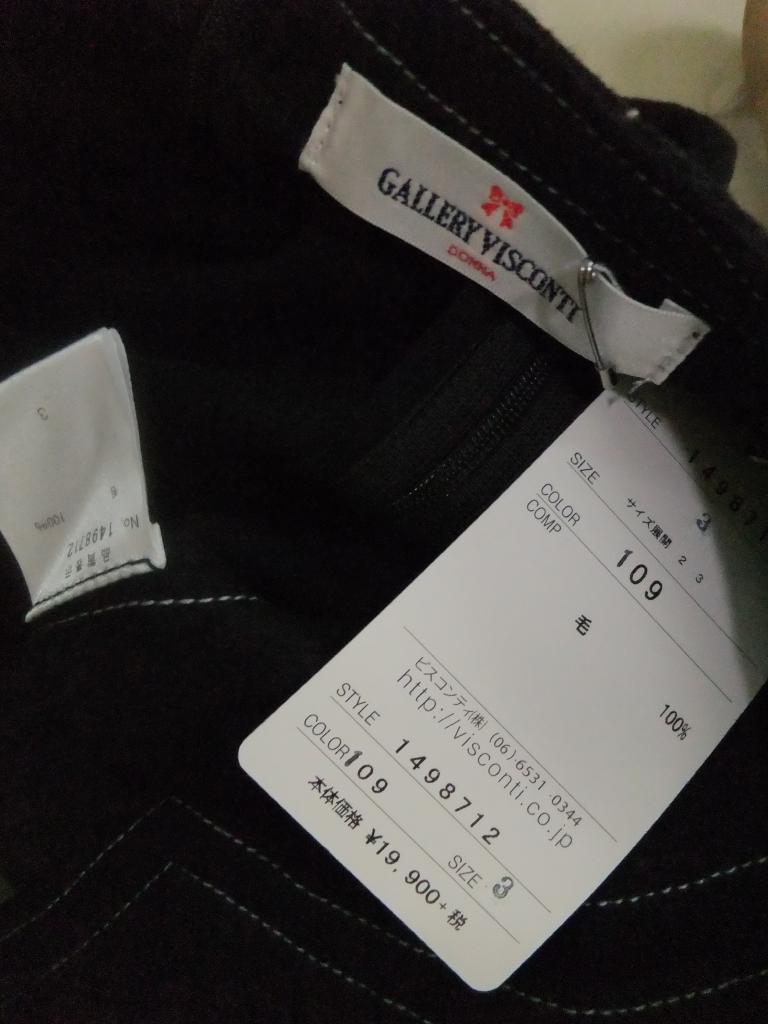 GALLERY VISCONTI
DONNA
STYLE 149871
SIZE 3
サイズ展開 2 3
COLOR 109
COMP
毛 100%
ビスコンティ(株) (06)6531-0344
http://visconti.co.jp
STYLE 1498712
COLOR 109 SIZE 3
本体価格 ¥19,900+税
3
100%
No. 1498712